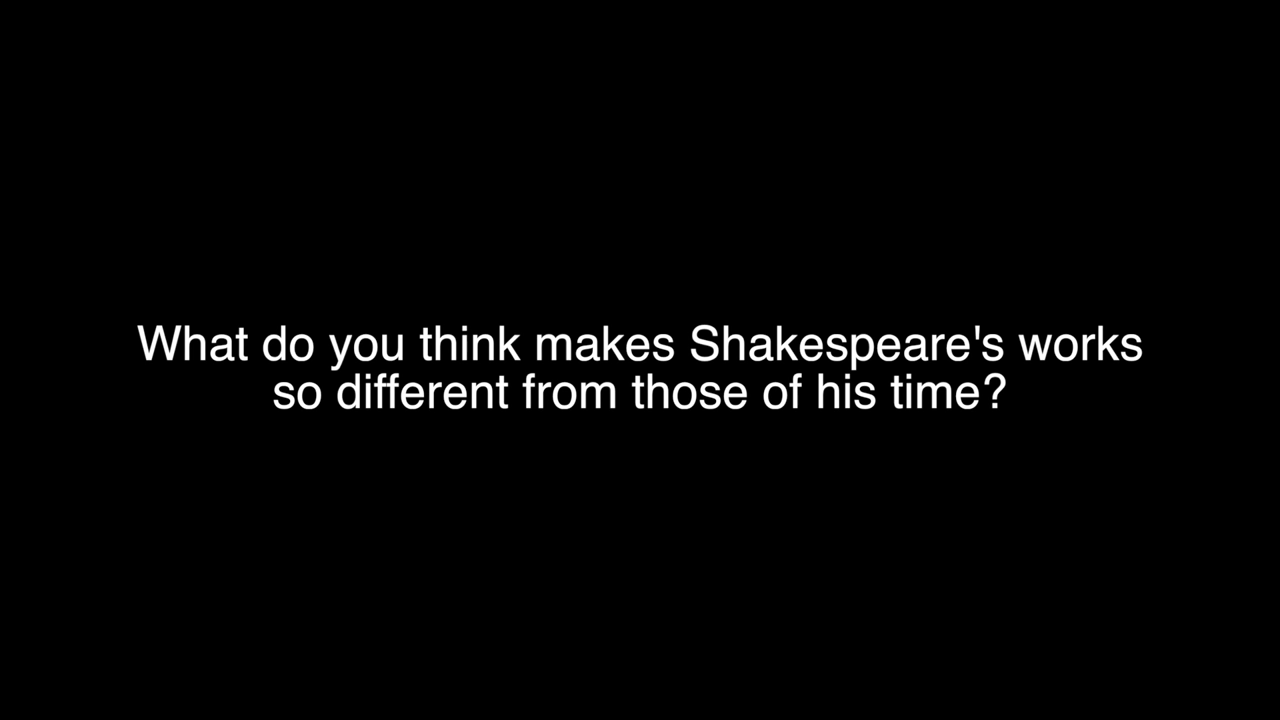 What do you think makes Shakespeare's works
so different from those of his time?